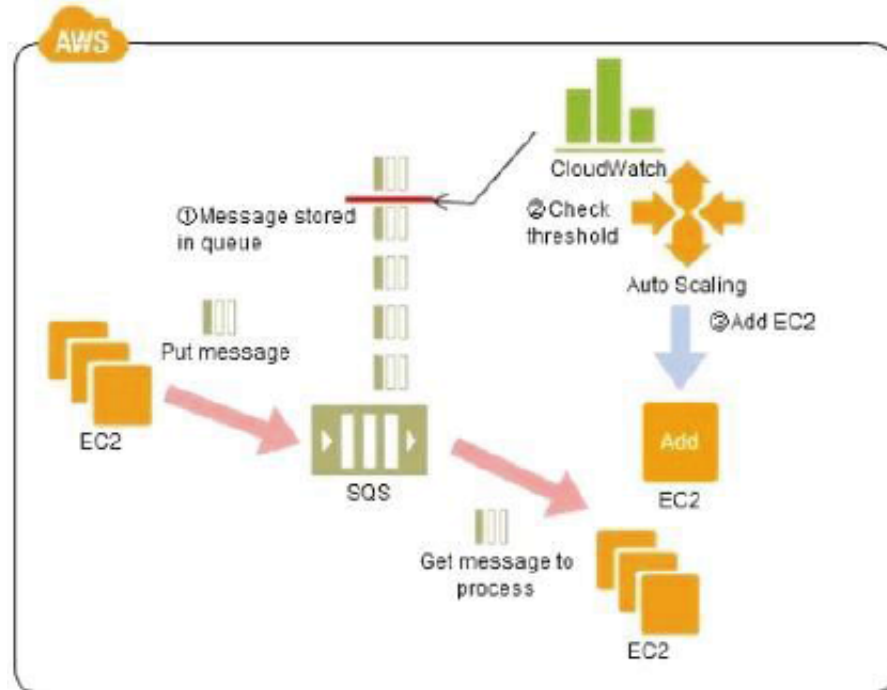 AWS
CloudWatch
①Message stored
in queue
②Check
threshold
Auto Scaling
③Add EC2
Put message
EC2
SQS
Add
EC2
Get message to
process
EC2